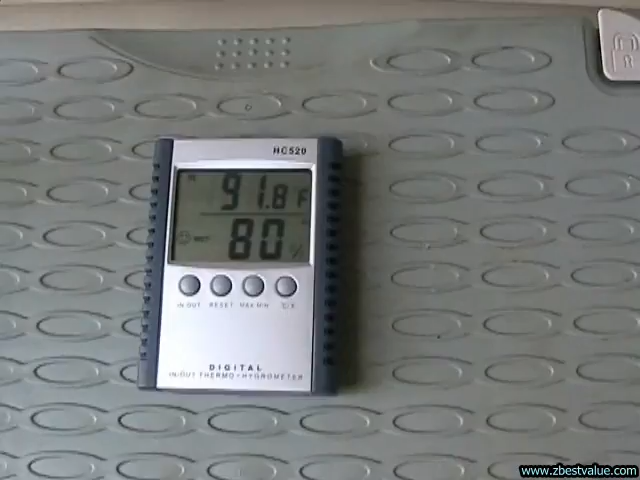 HC520
91.8 F
80 %
IN/OUT RESET MAX/MIN °C/F
DIGITAL
IN/OUT THERMO-HYGROMETER
www.zbestvalue.com